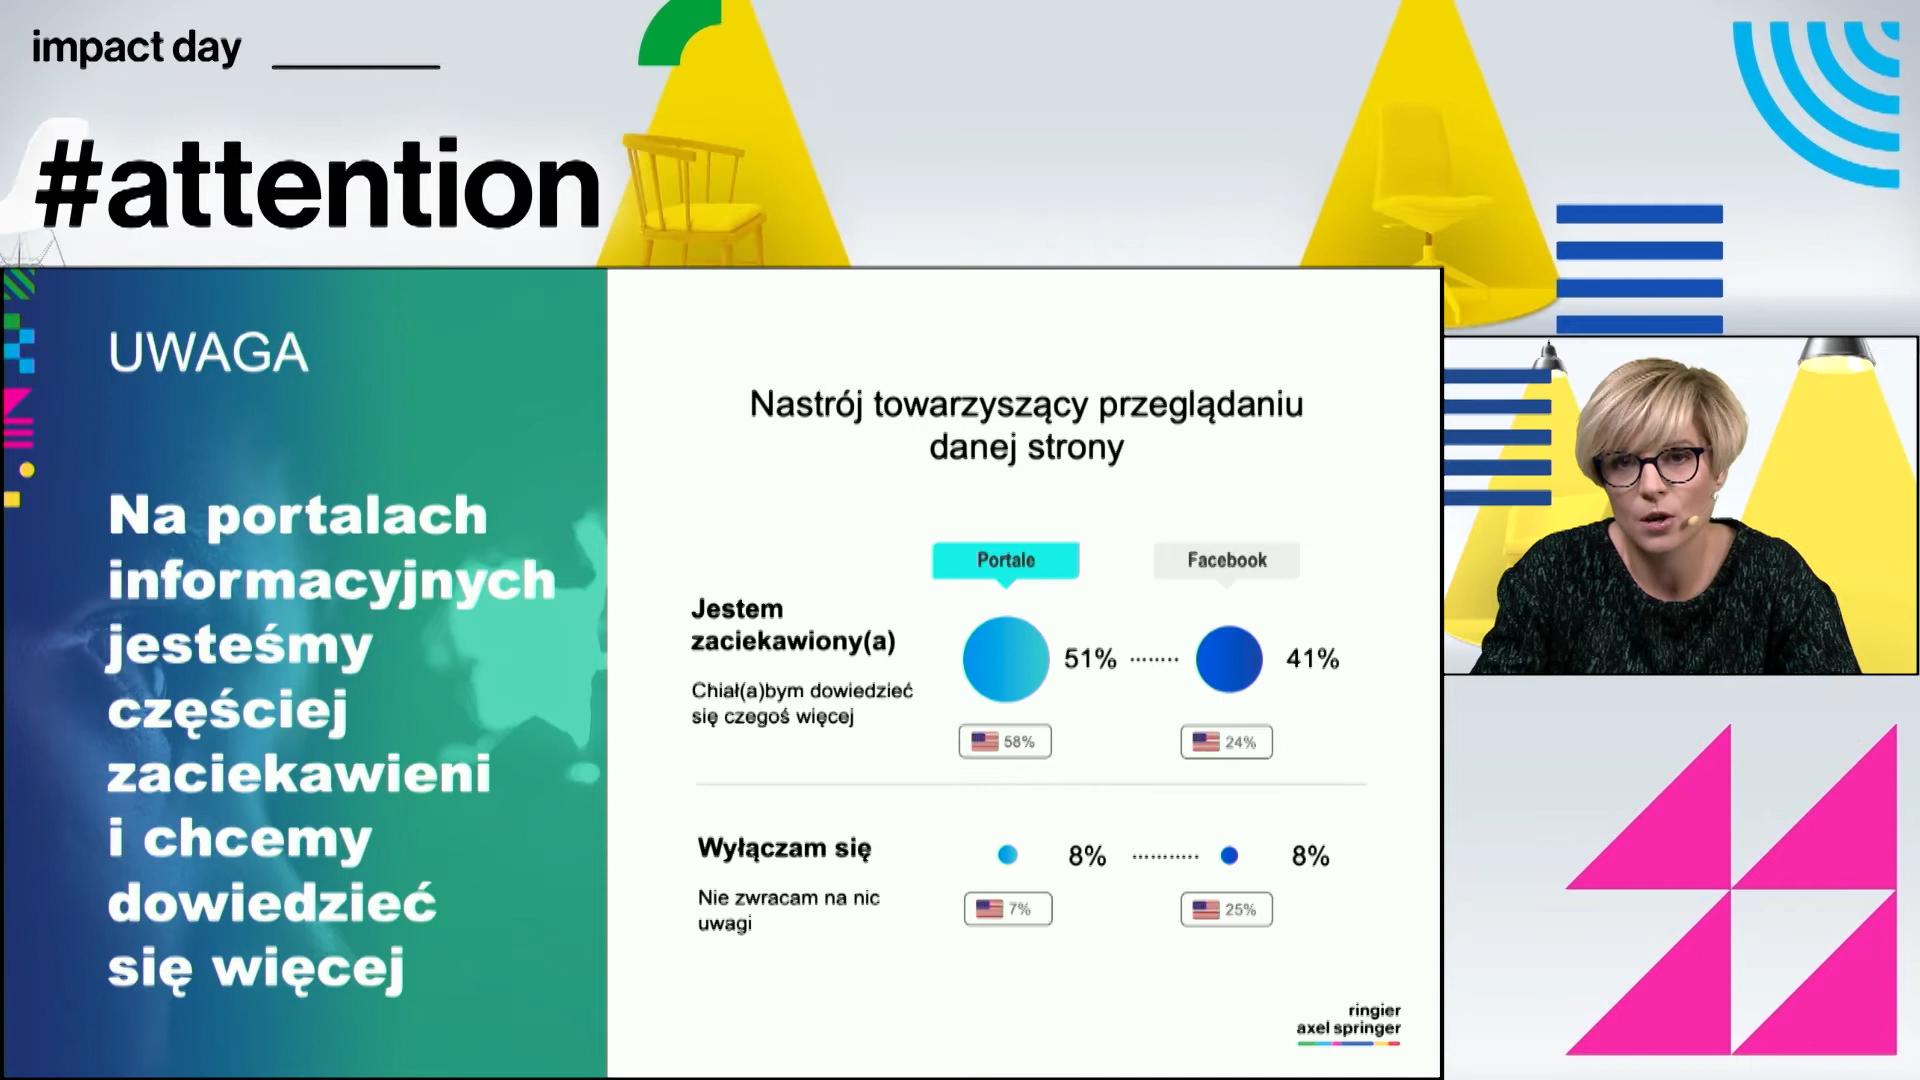 impact day
#attention
UWAGA
Na portalach
informacyjnych
jesteśmy
częściej
zaciekawieni
i chcemy
dowiedzieć
się więcej
Nastrój towarzyszący przeglądaniu
danej strony
Portale
Facebook
Jestem
zaciekawiony(a)
Chiał(a)bym dowiedzieć
się czegoś więcej
51%
41%
58%
24%
Wyłączam się
Nie zwracam na nic
uwagi
8%
8%
7%
25%
ringier
axel springer